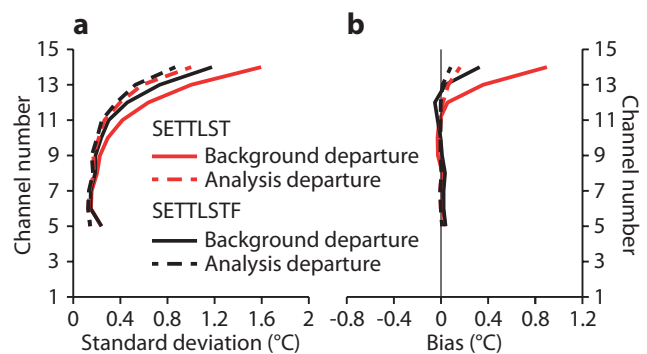 a
b
15
13
11
9
7
5
3
1
Channel number
0 0.4 0.8 1.2 1.6 2
Standard deviation (°C)
SETTLST
Background departure
Analysis departure
SETTLSTF
Background departure
Analysis departure
-0.8 -0.4 0 0.4 0.8 1.2
Bias (°C)
15
13
11
9
7
5
3
1
Channel number